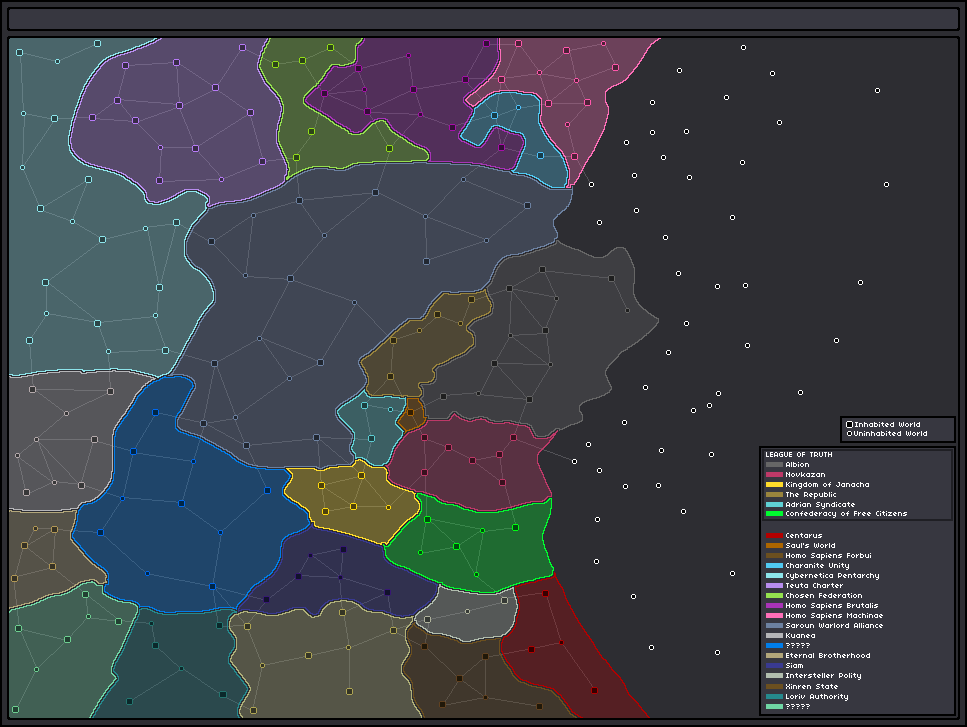 Inhabited World
Uninhabited World
LEAGUE OF TRUTH
Albion
Novkazan
Kingdom of Janacha
The Republic
Adrian Syndicate
Confederacy of Free Citizens
Centarus
Saul's World
Homo Sapiens Forbui
Charanite Unity
Cybernetica Pentarchy
Teuta Charter
Chosen Federation
Homo Sapiens Brutalis
Homo Sapiens Machinae
Saroun Warlord Alliance
Kuanea
?????
Eternal Brotherhood
Siam
Intersteller Polity
Xinren State
Loriv Authority
?????